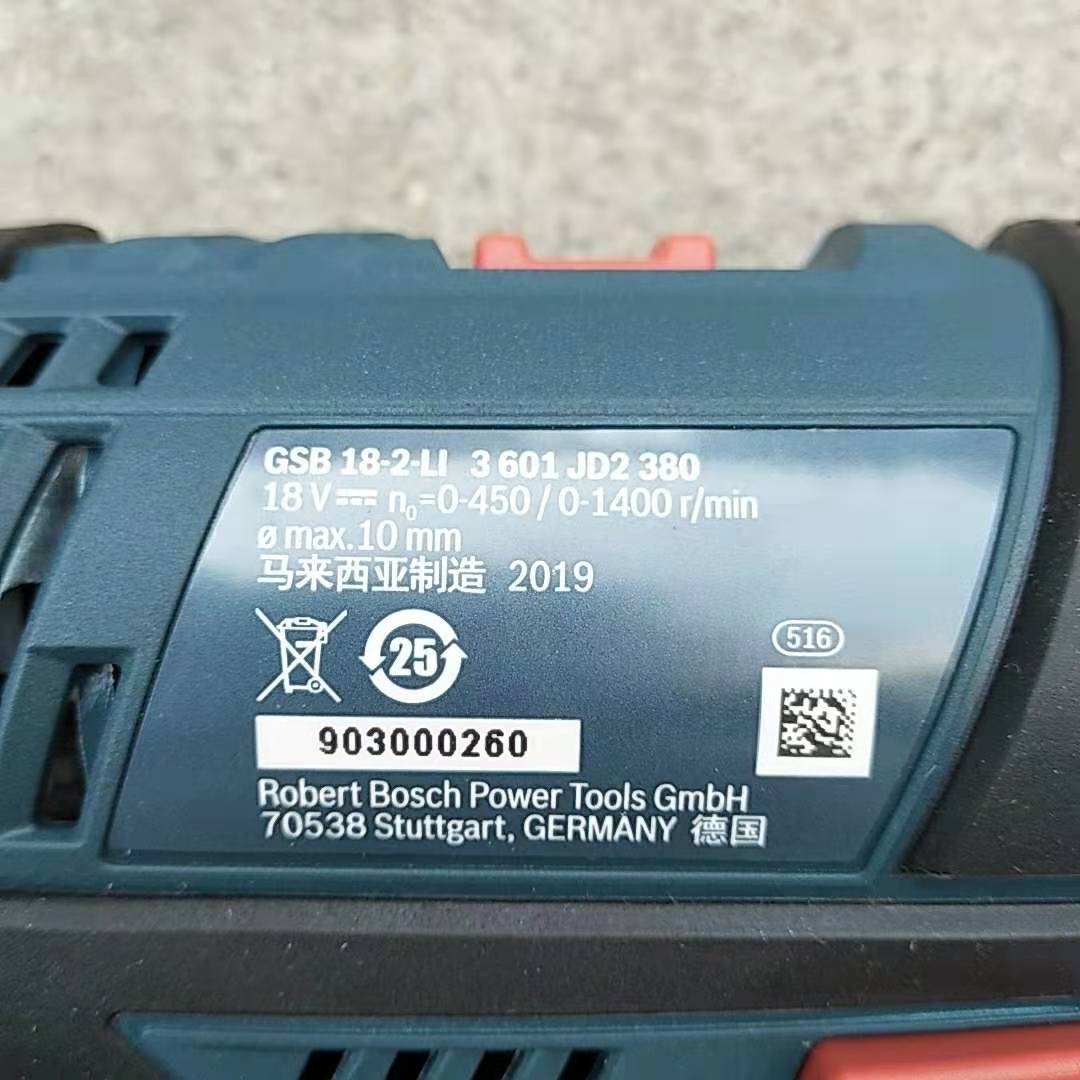 GSB 18-2-LI 3 601 JD2 380
18 V⎓ n₀=0-450 / 0-1400 r/min
ø max.10 mm
马来西亚制造 2019
25
516
903000260
Robert Bosch Power Tools GmbH
70538 Stuttgart, GERMANY 德国